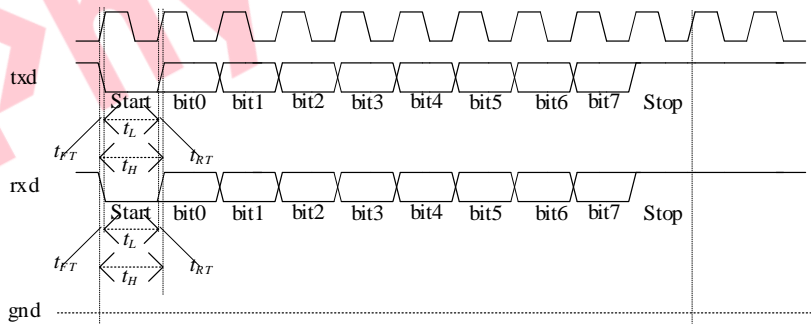 txd
Start bit0 bit1 bit2 bit3 bit4 bit5 bit6 bit7 Stop
tL
tFT tH tRT
rxd
Start bit0 bit1 bit2 bit3 bit4 bit5 bit6 bit7 Stop
tL
tFT tH tRT
gnd